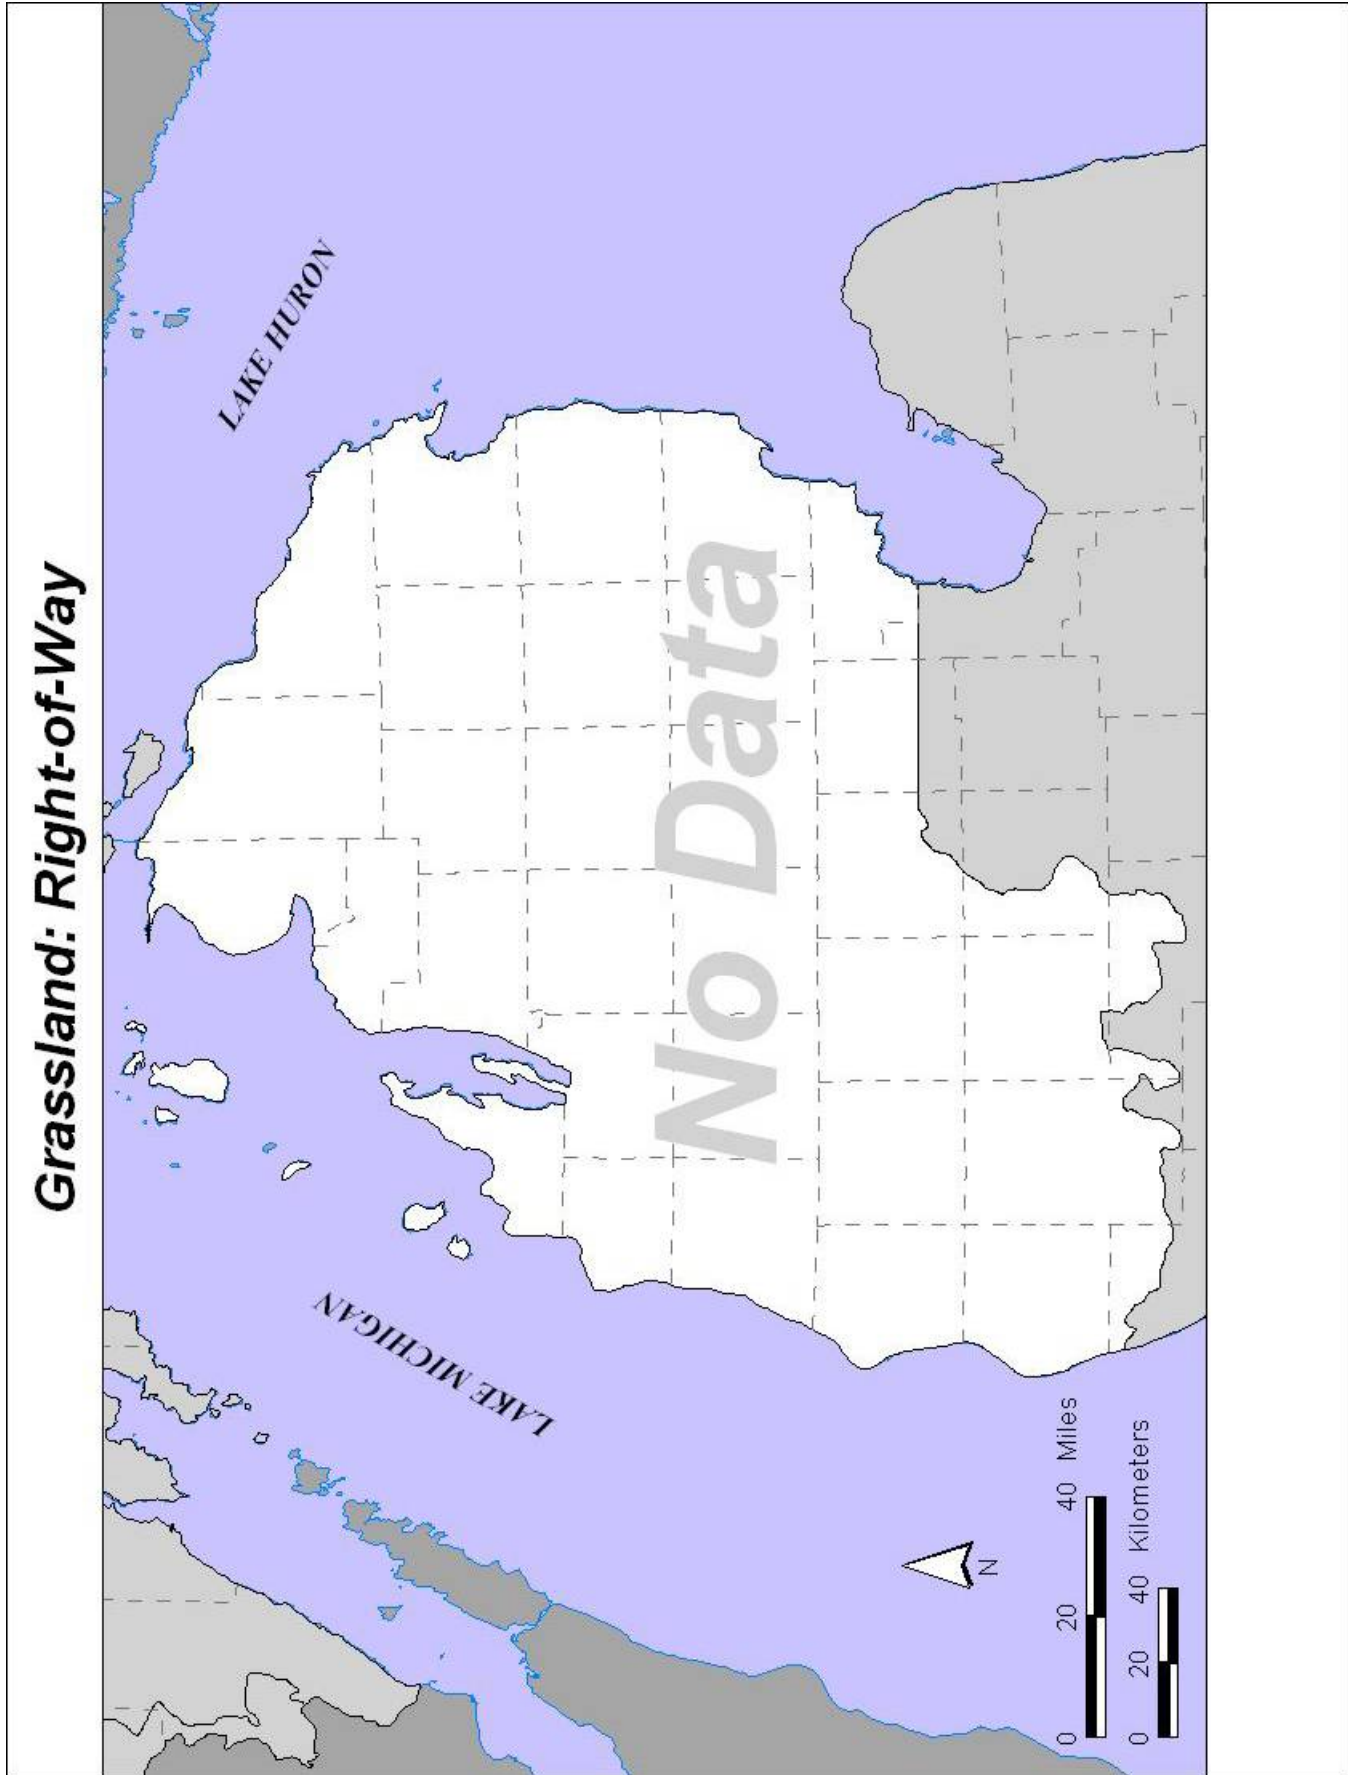 Grassland: Right-of-Way
LAKE HURON
LAKE MICHIGAN
No Data
N
0 20 40 Miles
0 20 40 Kilometers